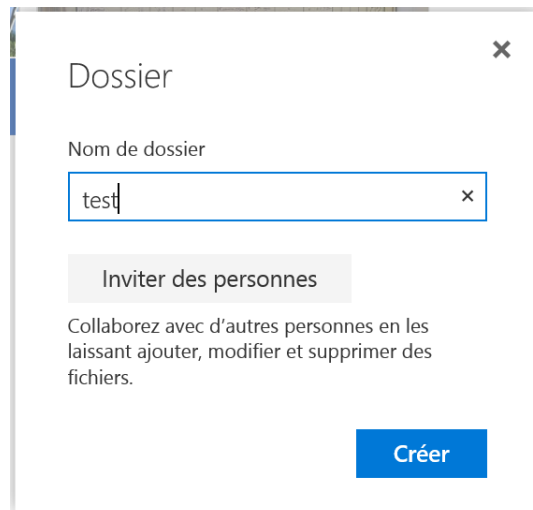 Dossier
Nom de dossier
test
Inviter des personnes
Collaborez avec d'autres personnes en les
laissant ajouter, modifier et supprimer des
fichiers.
Créer